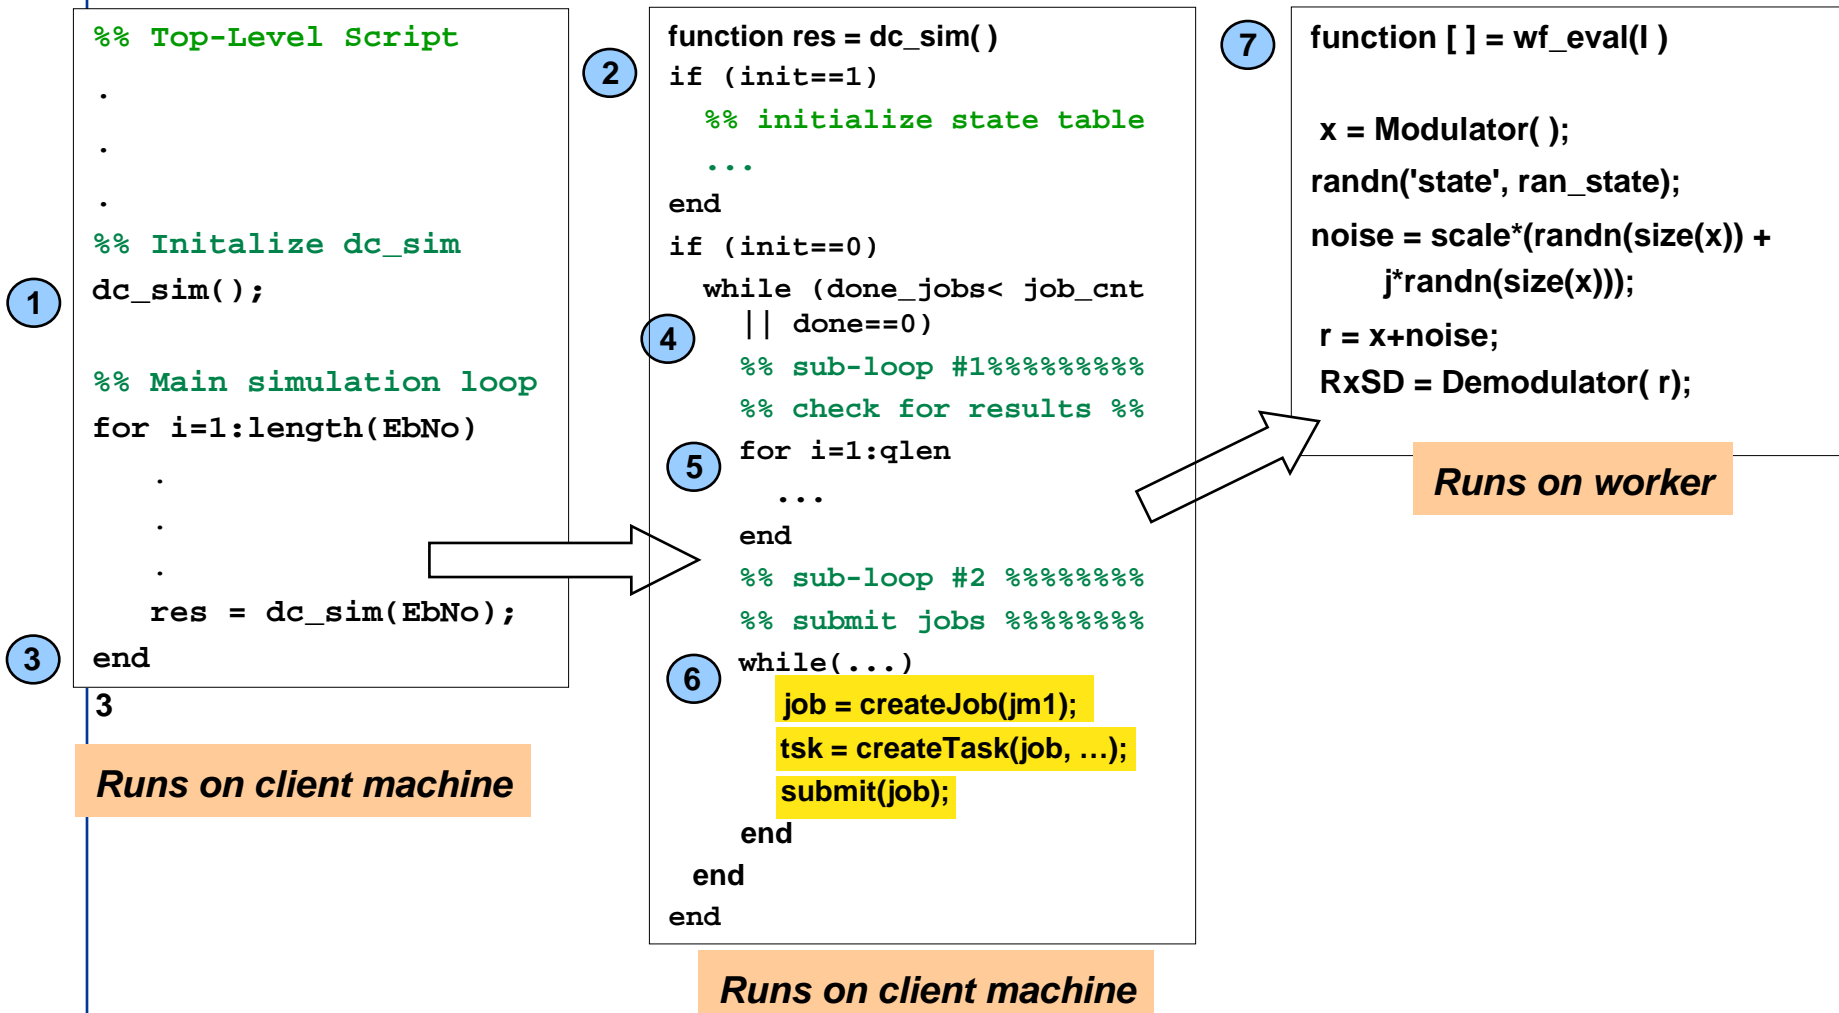 %% Top-Level Script
.
.
.
%% Initalize dc_sim
1
dc_sim();
%% Main simulation loop
for i=1:length(EbNo)
.
.
.
res = dc_sim(EbNo);
3
end
3
Runs on client machine
function res = dc_sim( )
2
if (init==1)
%% initialize state table
...
end
if (init==0)
while (done_jobs< job_cnt
|| done==0)
4
%% sub-loop #1%%%%%%%%%
%% check for results %%
for i=1:qlen
5
...
end
%% sub-loop #2 %%%%%%%%
%% submit jobs %%%%%%%%
while(...)
6
job = createJob(jm1);
tsk = createTask(job, …);
submit(job);
end
end
end
Runs on client machine
7
function [ ] = wf_eval(I )
x = Modulator( );
randn('state', ran_state);
noise = scale*(randn(size(x)) +
j*randn(size(x)));
r = x+noise;
RxSD = Demodulator( r);
Runs on worker